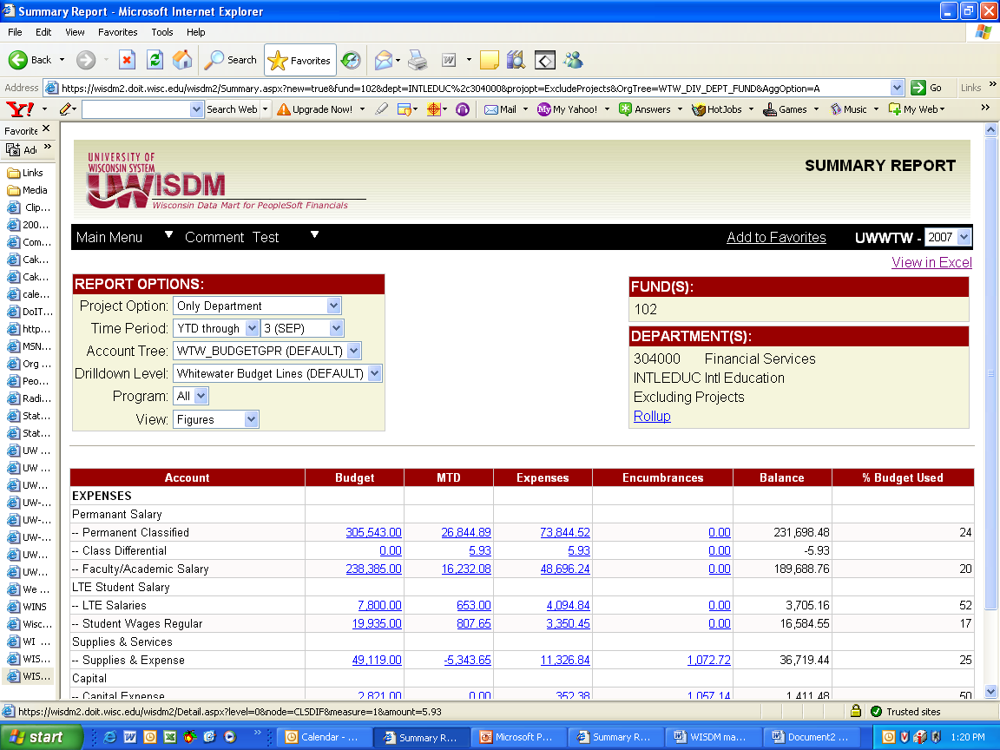 Summary Report - Microsoft Internet Explorer
File Edit View Favorites Tools Help
Back Search Favorites
Address https://wisdm2.doit.wisc.edu/wisdm2/Summary.aspx?new=true&fund=102&dept=INTLEDUC%2c304000&projopt=ExcludeProjects&OrgTree=WTW_DIV_DEPT_FUND&AggOption=A Go Links »
Y! Search Web Upgrade Now! Mail My Yahoo! Answers HotJobs Games Music My Web »
Favorite
Ad »
Links
Media
Clip...
200...
Com...
Cak...
Cak...
cale...
DoIT...
http...
MSN...
Org ...
Peo...
Radi...
Stat...
Stat...
UW ...
UW ...
UW...
UW-...
UW-...
UW-...
UW...
UW...
We ...
WINS
Wisc...
WI ...
WIS...
WIS...
UNIVERSITY OF
WISCONSIN SYSTEM
UWISDM
Wisconsin Data Mart for PeopleSoft Financials
SUMMARY REPORT
Main Menu Comment Test Add to Favorites UWWTW - 2007
View in Excel
REPORT OPTIONS:
Project Option: Only Department
Time Period: YTD through 3 (SEP)
Account Tree: WTW_BUDGETGPR (DEFAULT)
Drilldown Level: Whitewater Budget Lines (DEFAULT)
Program: All
View: Figures
FUND(S):
102
DEPARTMENT(S):
304000 Financial Services
INTLEDUC Intl Education
Excluding Projects
Rollup
Account Budget MTD Expenses Encumbrances Balance % Budget Used
EXPENSES
Permanant Salary
-- Permanent Classified 305,543.00 26,844.89 73,844.52 0.00 231,698.48 24
-- Class Differential 0.00 5.93 5.93 0.00 -5.93
-- Faculty/Academic Salary 238,385.00 16,232.08 48,696.24 0.00 189,688.76 20
LTE Student Salary
-- LTE Salaries 7,800.00 653.00 4,094.84 0.00 3,705.16 52
-- Student Wages Regular 19,935.00 807.65 3,350.45 0.00 16,584.55 17
Supplies & Services
-- Supplies & Expense 49,119.00 -5,343.65 11,326.84 1,072.72 36,719.44 25
Capital
-- Capital Expense 2,821.00 0.00 352.38 1,057.14 1,411.48 50
https://wisdm2.doit.wisc.edu/wisdm2/Detail.aspx?level=0&node=CLSDIF&measure=1&amount=5.93 Trusted sites
start » Calendar - ... Summary R... Microsoft P... Summary R... WISDM ma... Document2 ... 1:20 PM